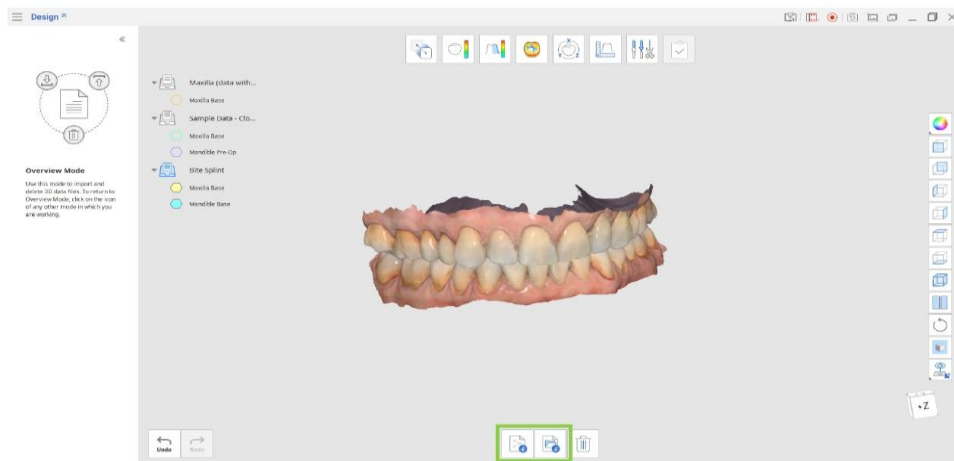 Design
Overview Mode
Use this mode to import and
delete 3D data files. To return to
Overview Mode, click on the icon
of any other mode in which you
are working.
Maxilla (data with...
Maxilla Base
Sample Data - Clo...
Maxilla Base
Mandible Pre-Op
Bite Splint
Maxilla Base
Mandible Base
Undo
Redo
+Z